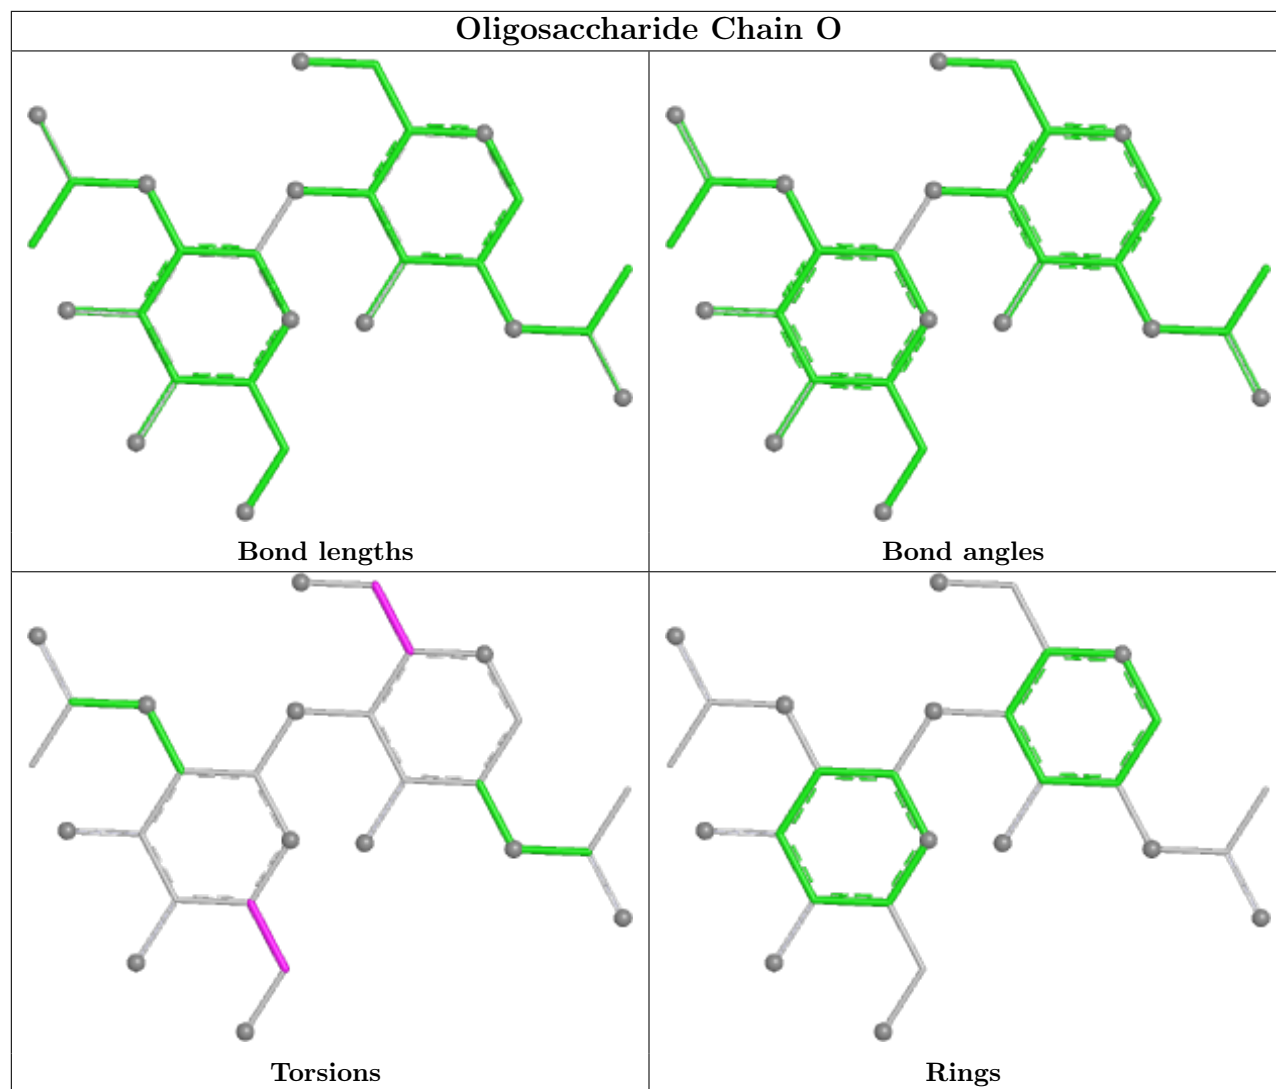 Oligosaccharide Chain O
Bond lengths
Bond angles
Torsions
Rings